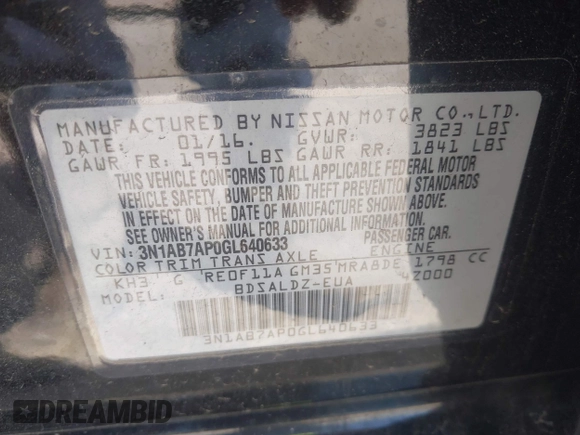 MANUFACTURED BY NISSAN MOTOR CO.,LTD.
DATE: 01/16. GVWR: 3823 LBS
GAWR FR: 1995 LBS GAWR RR: 1841 LBS
THIS VEHICLE CONFORMS TO ALL APPLICABLE FEDERAL MOTOR
VEHICLE SAFETY, BUMPER AND THEFT PREVENTION STANDARDS
IN EFFECT ON THE DATE OF MANUFACTURE SHOWN ABOVE.
SEE OWNER'S MANUAL FOR ADDITIONAL INFORMATION.
VIN: 3N1AB7AP0GL640633 PASSENGER CAR.
COLOR TRIM TRANS AXLE ENGINE
KH3 G RE0F11A GM35 MRA8DE 1798 CC
MODEL: BDSALDZ-EUA 4Z000
3N1AB7AP0GL640633
DREAMBID